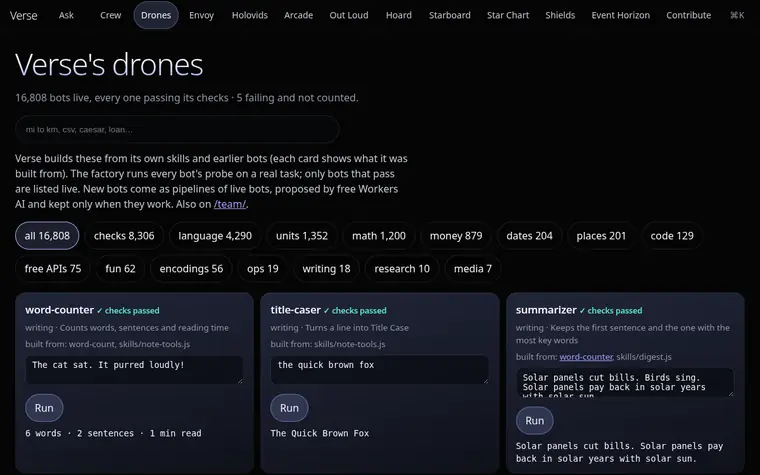 Verse Ask Crew Drones Envoy Holovids Arcade Out Loud Hoard Starboard Star Chart Shields Event Horizon Contribute ⌘K
Verse's drones
16,808 bots live, every one passing its checks · 5 failing and not counted.
mi to km, csv, caesar, loan...
Verse builds these from its own skills and earlier bots (each card shows what it was
built from). The factory runs every bot's probe on a real task; only bots that pass
are listed live. New bots come as pipelines of live bots, proposed by free Workers
AI and kept only when they work. Also on /team/.
all 16,808 checks 8,306 language 4,290 units 1,352 math 1,200 money 879 dates 204 places 201 code 129
free APIs 75 fun 62 encodings 56 ops 19 writing 18 research 10 media 7
word-counter ✓ checks passed
writing · Counts words, sentences and reading time
built from: word-count, skills/note-tools.js
The cat sat. It purred loudly!
Run
6 words · 2 sentences · 1 min read
title-caser ✓ checks passed
writing · Turns a line into Title Case
built from: skills/note-tools.js
the quick brown fox
Run
The Quick Brown Fox
summarizer ✓ checks passed
writing · Keeps the first sentence and the one with the
most key words
built from: word-counter, skills/digest.js
Solar panels cut bills. Birds sing.
Solar panels pay back in solar years
with solar sun.
Run
Solar panels cut bills. Solar panels pay
back in solar years with solar sun.